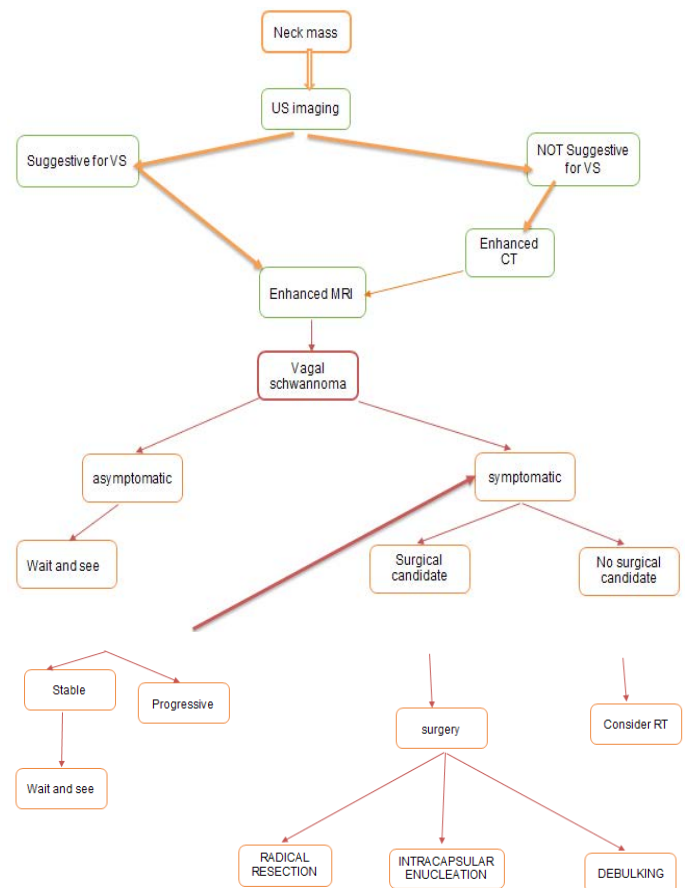 Neck mass
US imaging
Suggestive for VS
NOT Suggestive
for VS
Enhanced
CT
Enhanced MRI
Vagal
schwannoma
asymptomatic
symptomatic
Wait and see
Surgical
candidate
No surgical
candidate
Stable
Progressive
surgery
Consider RT
Wait and see
RADICAL
RESECTION
INTRACAPSULAR
ENUCLEATION
DEBULKING